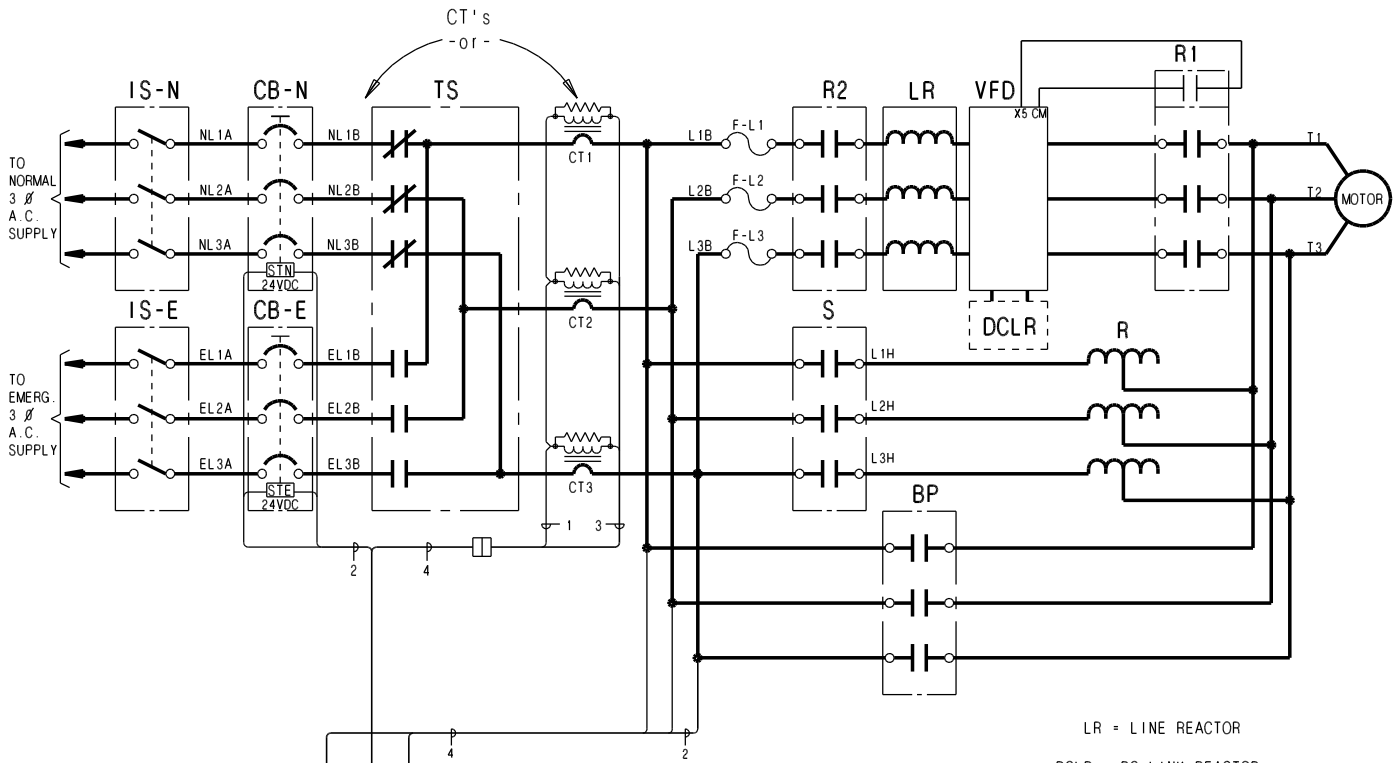 CT's
-or-
IS-N
CB-N
TS
R2
LR
VFD
R1
X5 CM
TO
NORMAL
3 Ø
A.C.
SUPPLY
NL1A
NL1B
CT1
L1B
F-L1
T1
NL2A
NL2B
L2B
F-L2
T2
MOTOR
NL3A
NL3B
L3B
F-L3
T3
STN
24VDC
IS-E
CB-E
CT2
S
DCLR
R
TO
EMERG.
3 Ø
A.C.
SUPPLY
EL1A
EL1B
L1H
EL2A
EL2B
L2H
EL3A
EL3B
CT3
L3H
STE
24VDC
BP
1
3
2
4
4
2
LR = LINE REACTOR